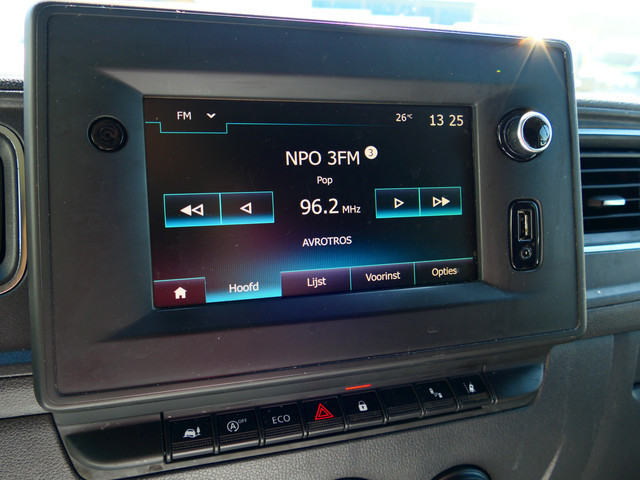 FM 26°C 13 25
NPO 3FM 3
Pop
96.2 MHz
AVROTROS
Hoofd Lijst Voorinst Opties
A OFF ECO